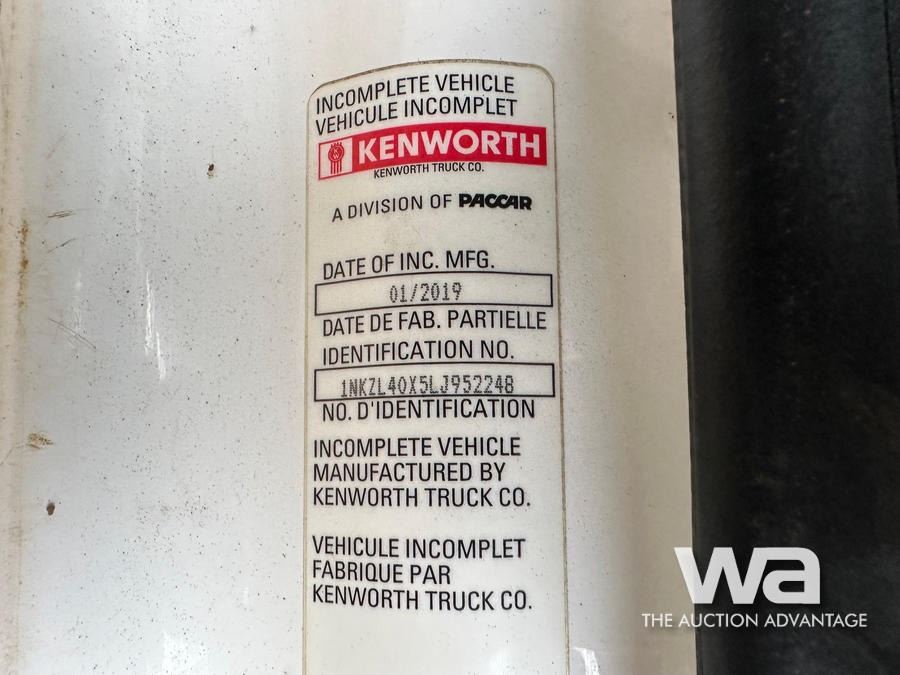 INCOMPLETE VEHICLE
VEHICULE INCOMPLET
KENWORTH
KENWORTH TRUCK CO.
A DIVISION OF PACCAR
DATE OF INC. MFG.
01/2019
DATE DE FAB. PARTIELLE
IDENTIFICATION NO.
1NKZL40X5LJ952248
NO. D'IDENTIFICATION
INCOMPLETE VEHICLE
MANUFACTURED BY
KENWORTH TRUCK CO.
VEHICULE INCOMPLET
FABRIQUE PAR
KENWORTH TRUCK CO.
wa
THE AUCTION ADVANTAGE